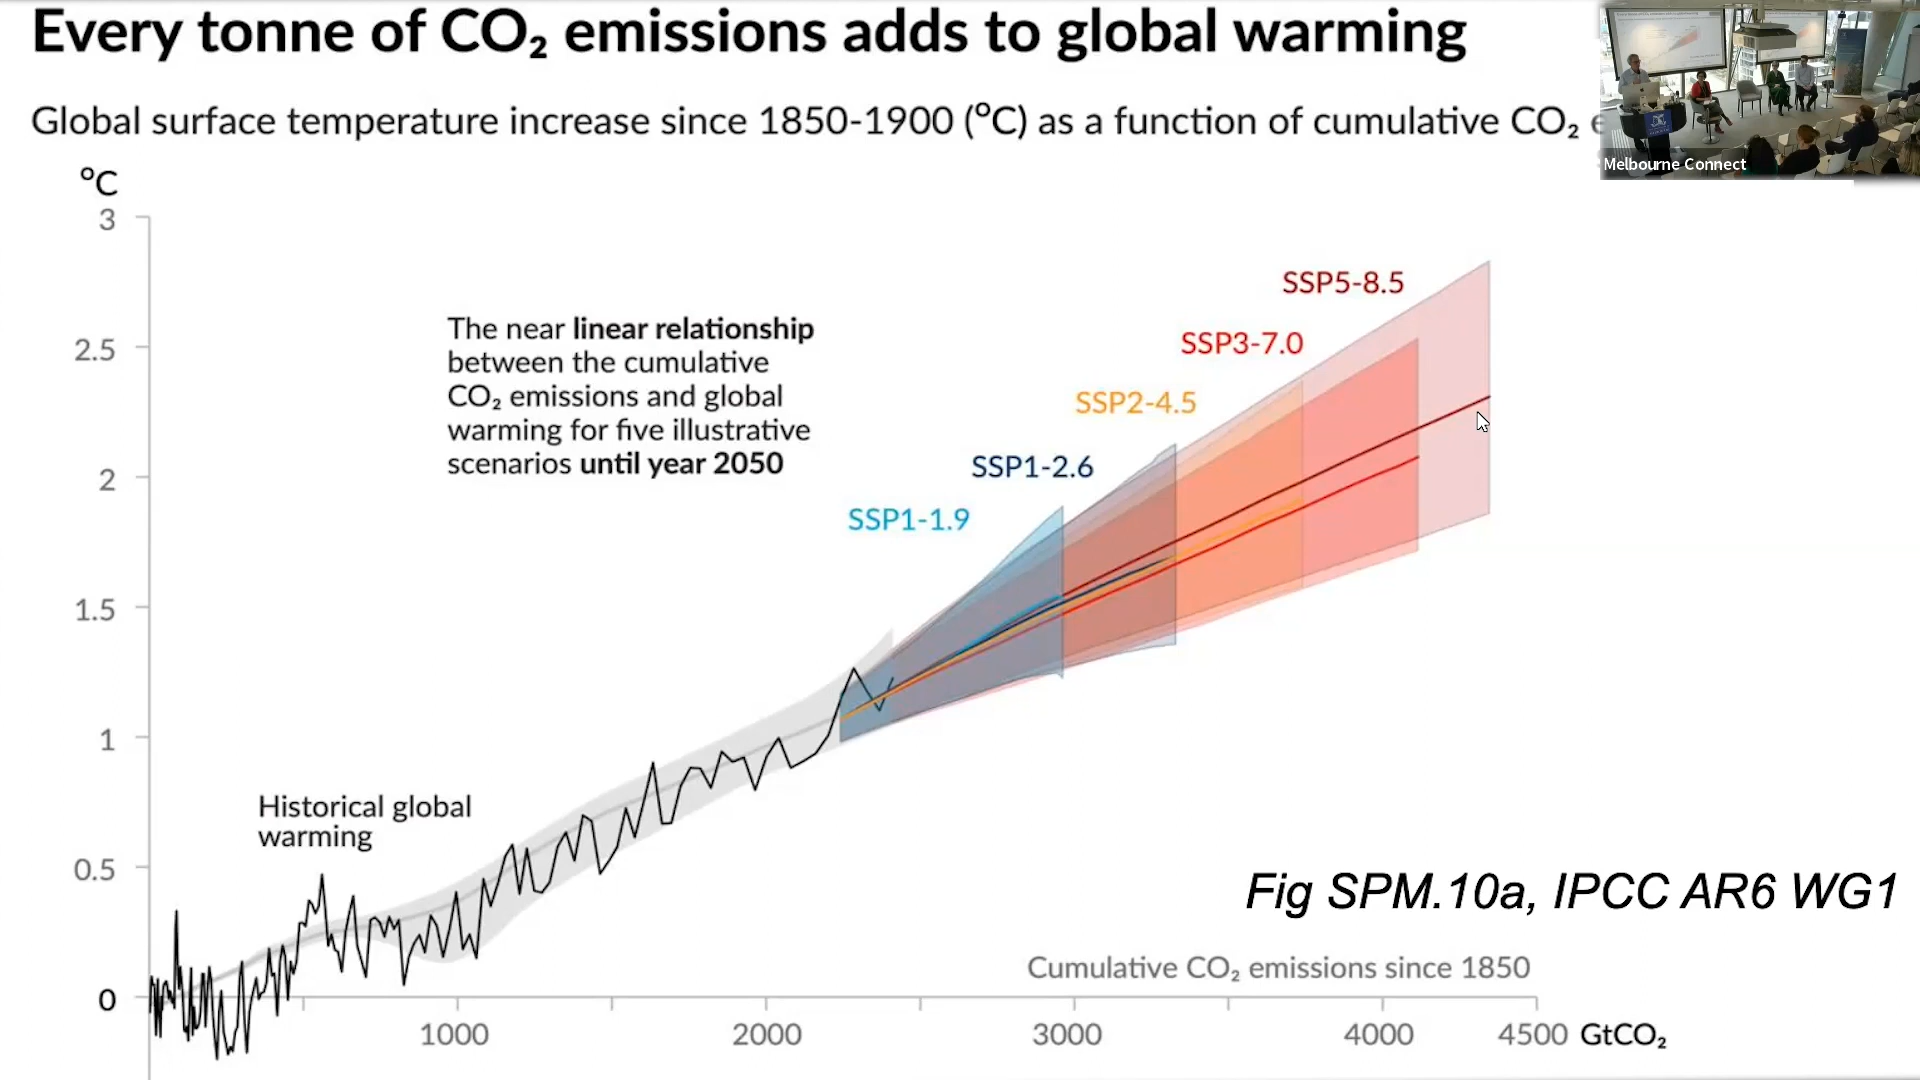 Every tonne of CO₂ emissions adds to global warming
Global surface temperature increase since 1850-1900 (°C) as a function of cumulative CO₂ e
Melbourne Connect
°C
3
2.5
2
1.5
1
0.5
0
The near linear relationship
between the cumulative
CO₂ emissions and global
warming for five illustrative
scenarios until year 2050
SSP5-8.5
SSP3-7.0
SSP2-4.5
SSP1-2.6
SSP1-1.9
Historical global
warming
Fig SPM.10a, IPCC AR6 WG1
Cumulative CO₂ emissions since 1850
1000 2000 3000 4000 4500 GtCO₂